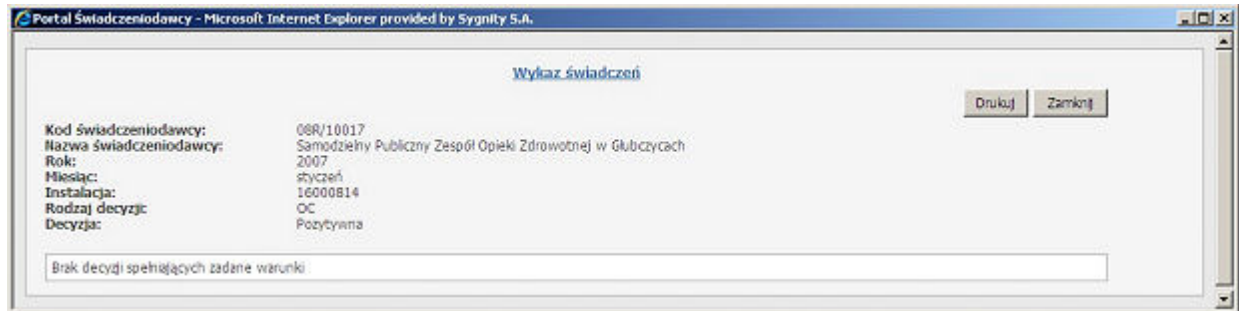 Portal Świadczeniodawcy - Microsoft Internet Explorer provided by Sygnity S.A.
Wykaz świadczeń
Drukuj Zamknij
Kod świadczeniodawcy: 08R/10017
Nazwa świadczeniodawcy: Samodzielny Publiczny Zespół Opieki Zdrowotnej w Głubczycach
Rok: 2007
Miesiąc: styczeń
Instalacja: 16000814
Rodzaj decyzji: OC
Decyzja: Pozytywna
Brak decyzji spełniających zadane warunki